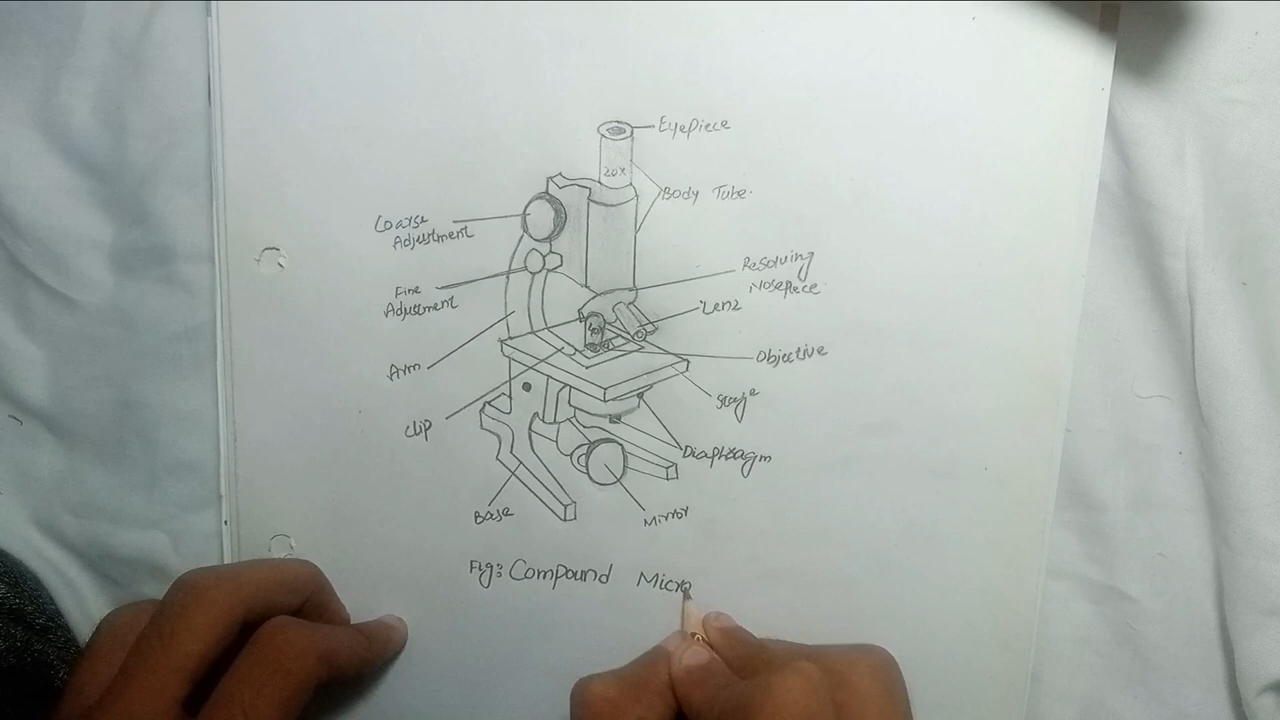 Eyepiece
20x
Body Tube.
Coarse
Adjustment
Resolving
Nosepiece.
Fine
Adjustment
Lenz
Objective
Arm
Stage
Clip
Diaphragm
Base
Mirror
Fig: Compound Micro